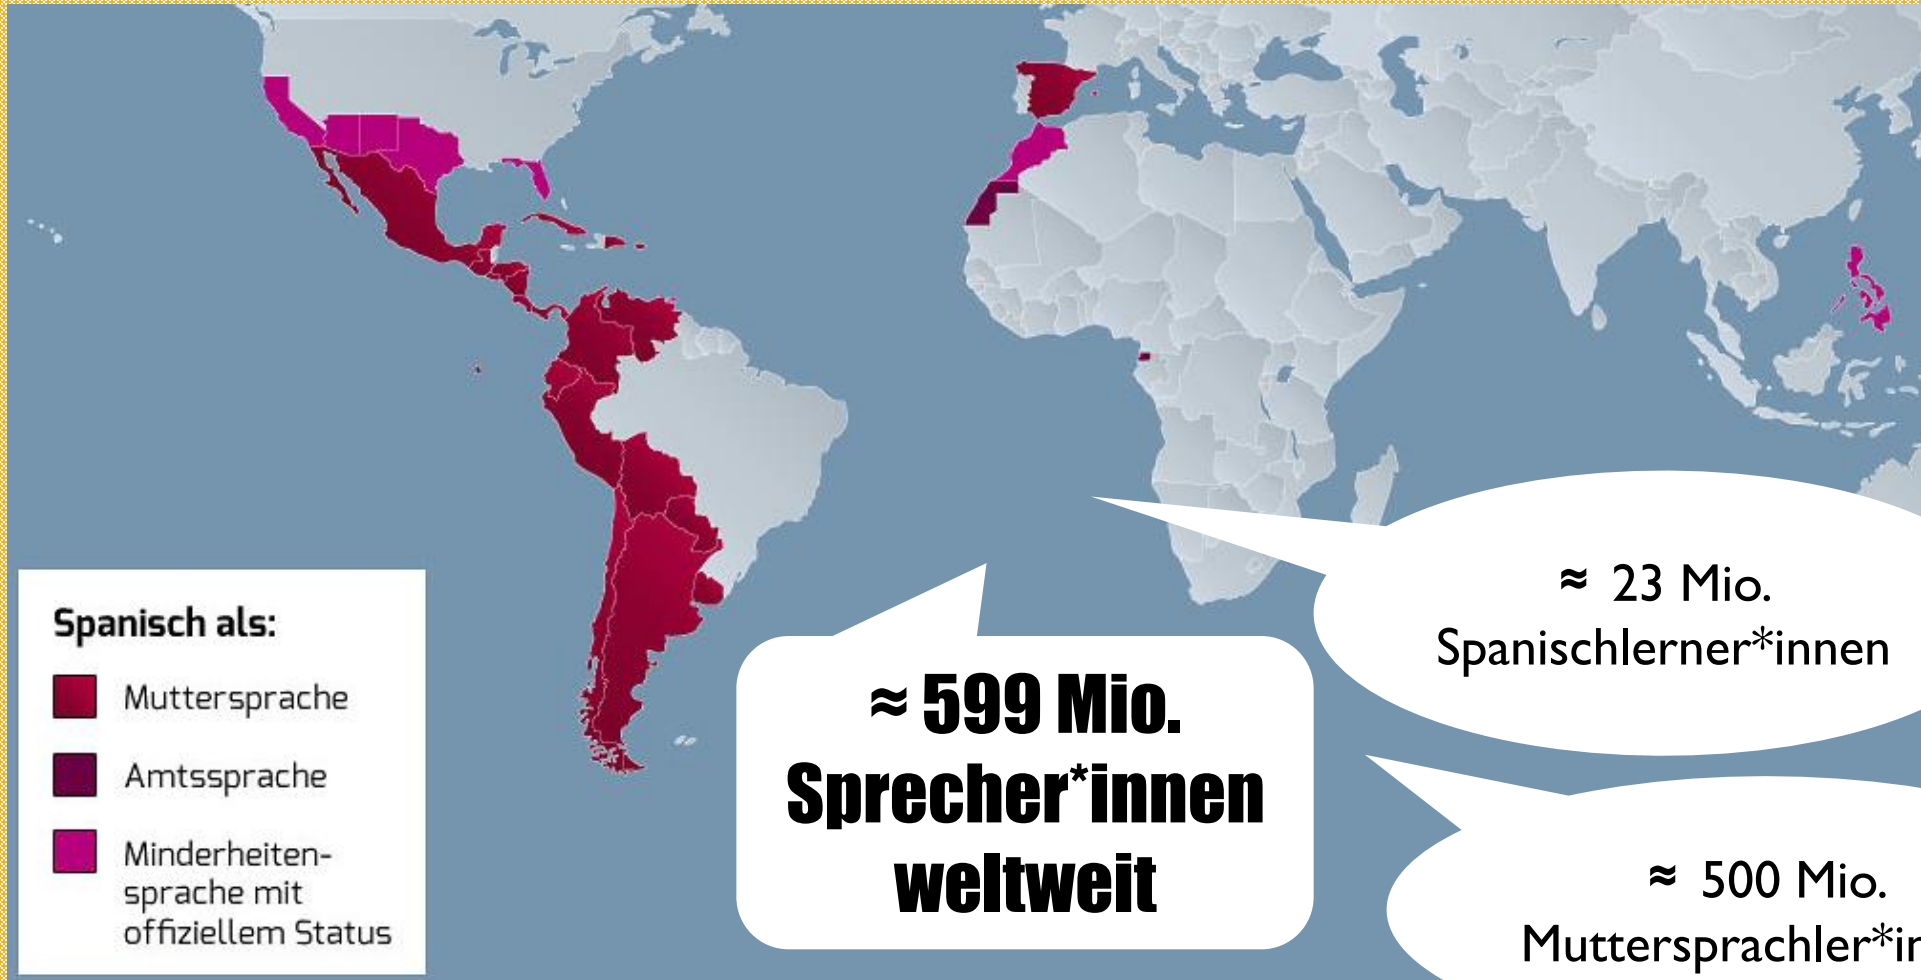 Spanisch als:
Muttersprache
Amtssprache
Minderheiten-
sprache mit
offiziellem Status
≈ 599 Mio.
Sprecher*innen
weltweit
≈ 23 Mio.
Spanischlerner*innen
≈ 500 Mio.